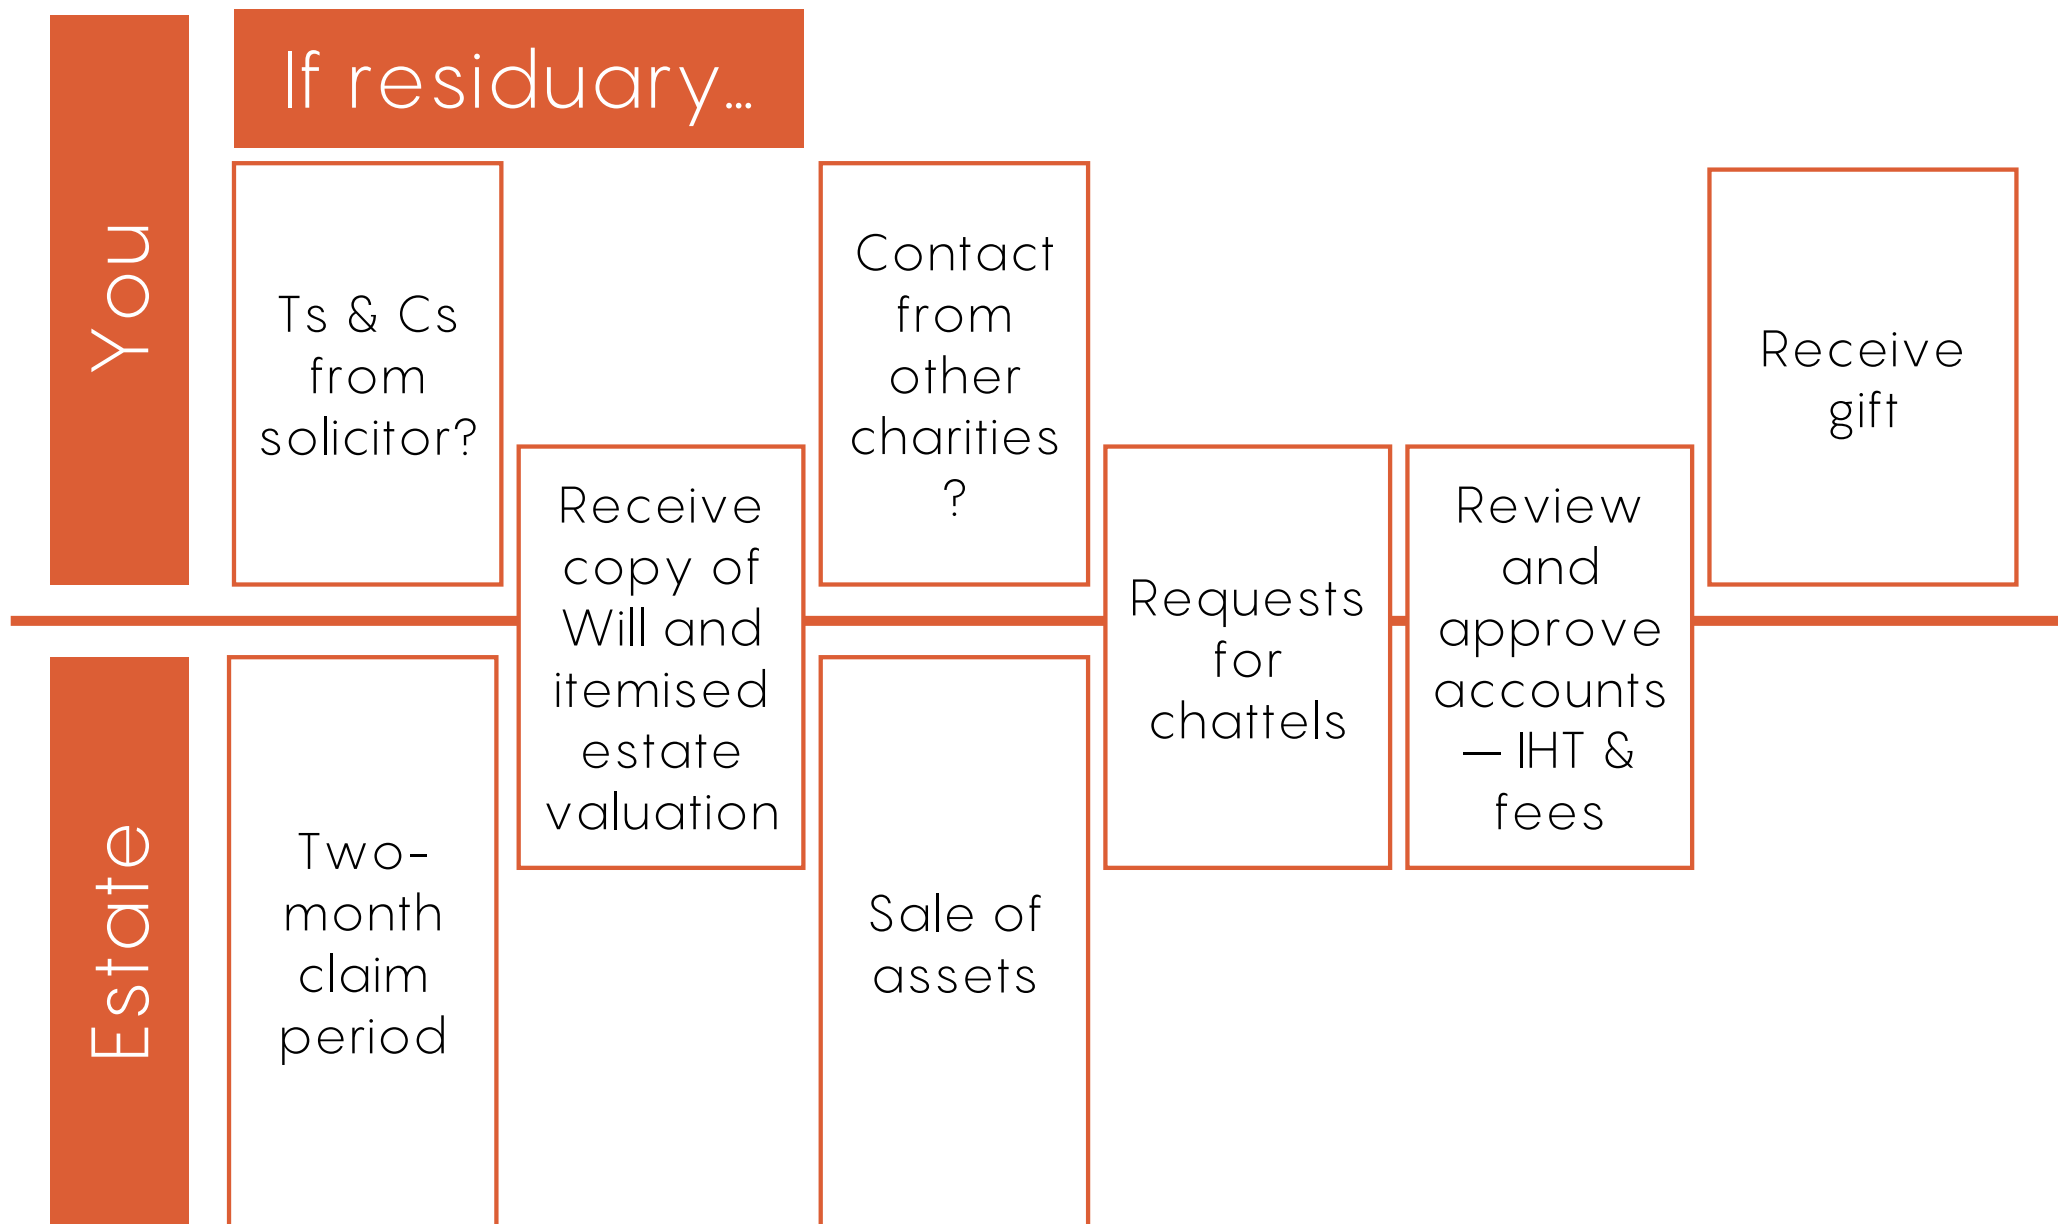 If residuary...
You
Ts & Cs
from
solicitor?
Receive
copy of
Will and
itemised
estate
valuation
Contact
from
other
charities
?
Requests
for
chattels
Review
and
approve
accounts
— IHT &
fees
Receive
gift
Estate
Two-
month
claim
period
Sale of
assets